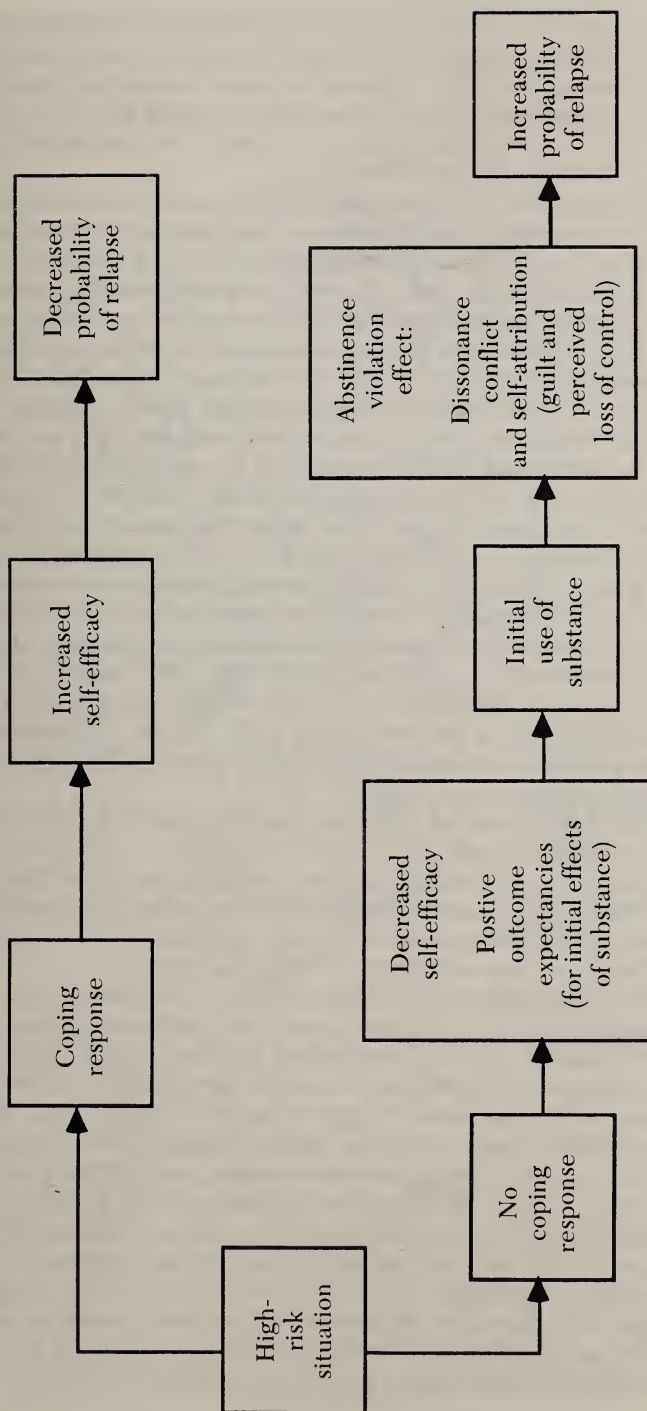 High-
risk
situation
Coping
response
Increased
self-efficacy
Decreased
probability
of relapse
No
coping
response
Decreased
self-efficacy
Postive
outcome
expectancies
(for initial effects
of substance)
Initial
use of
substance
Abstinence
violation
effect:
Dissonance
conflict
and self-attribution
(guilt and
perceived
loss of control)
Increased
probability
of relapse